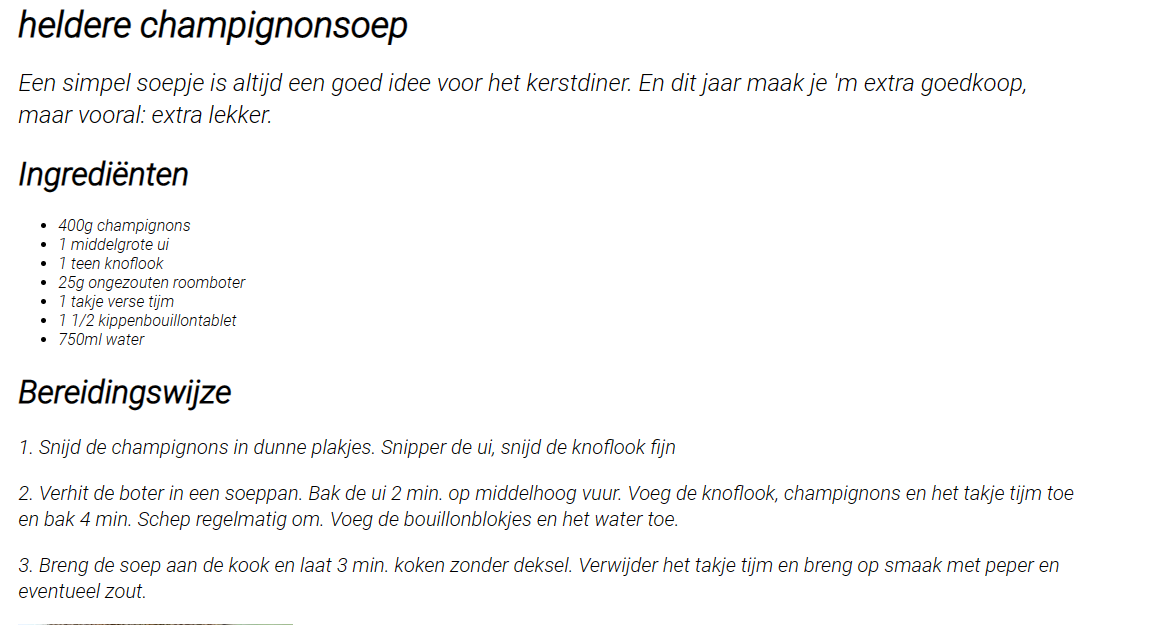 heldere champignonsoep
Een simpel soepje is altijd een goed idee voor het kerstdiner. En dit jaar maak je 'm extra goedkoop,
maar vooral: extra lekker.
Ingrediënten
• 400g champignons
• 1 middelgrote ui
• 1 teen knoflook
• 25g ongezouten roomboter
• 1 takje verse tijm
• 1 1/2 kippenbouillontablet
• 750ml water
Bereidingswijze
1. Snijd de champignons in dunne plakjes. Snipper de ui, snijd de knoflook fijn
2. Verhit de boter in een soeppan. Bak de ui 2 min. op middelhoog vuur. Voeg de knoflook, champignons en het takje tijm toe
en bak 4 min. Schep regelmatig om. Voeg de bouillonblokjes en het water toe.
3. Breng de soep aan de kook en laat 3 min. koken zonder deksel. Verwijder het takje tijm en breng op smaak met peper en
eventueel zout.